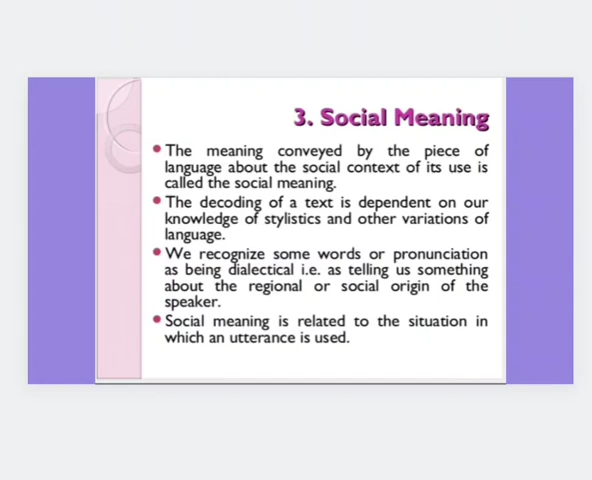 3. Social Meaning
• The meaning conveyed by the piece of
language about the social context of its use is
called the social meaning.
• The decoding of a text is dependent on our
knowledge of stylistics and other variations of
language.
• We recognize some words or pronunciation
as being dialectical i.e. as telling us something
about the regional or social origin of the
speaker.
• Social meaning is related to the situation in
which an utterance is used.